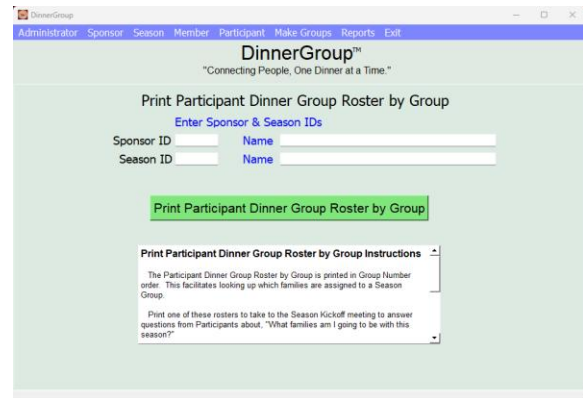 DinnerGroup
Administrator Sponsor Season Member Participant Make Groups Reports Exit
DinnerGroup™
"Connecting People, One Dinner at a Time."
Print Participant Dinner Group Roster by Group
Enter Sponsor & Season IDs
Sponsor ID Name
Season ID Name
Print Participant Dinner Group Roster by Group
Print Participant Dinner Group Roster by Group Instructions
The Participant Dinner Group Roster by Group is printed in Group Number
order. This facilitates looking up which families are assigned to a Season
Group.
Print one of these rosters to take to the Season Kickoff meeting to answer
questions from Participants about, "What families am I going to be with this
season?"